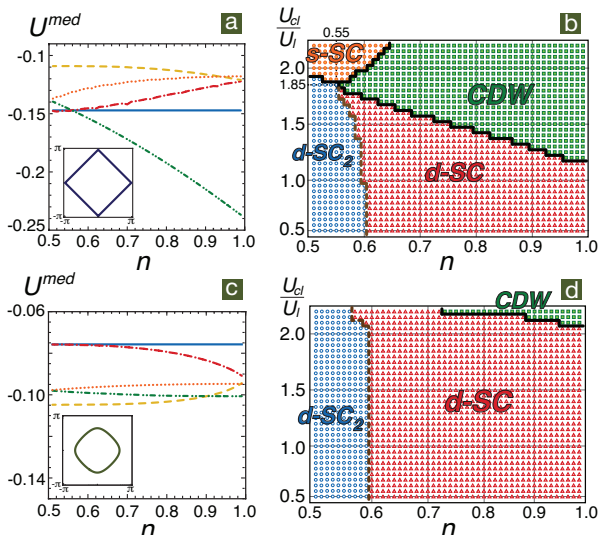 U^med
a
-0.1
-0.15
-0.2
-0.25
π
-π
-π
π
0.5 0.6 0.7 0.8 0.9 1.0
n
U_cl/U_I
b
0.55
2.0
1.85
1.5
1.0
0.5
s-SC
CDW
d-SC₂
d-SC
0.5 0.6 0.7 0.8 0.9 1.0
n
U^med
c
-0.06
-0.10
-0.14
π
-π
-π
π
0.5 0.6 0.7 0.8 0.9 1.0
n
U_cl/U_I
d
2.0
1.5
1.0
0.5
CDW
d-SC₂
d-SC
0.5 0.6 0.7 0.8 0.9 1.0
n